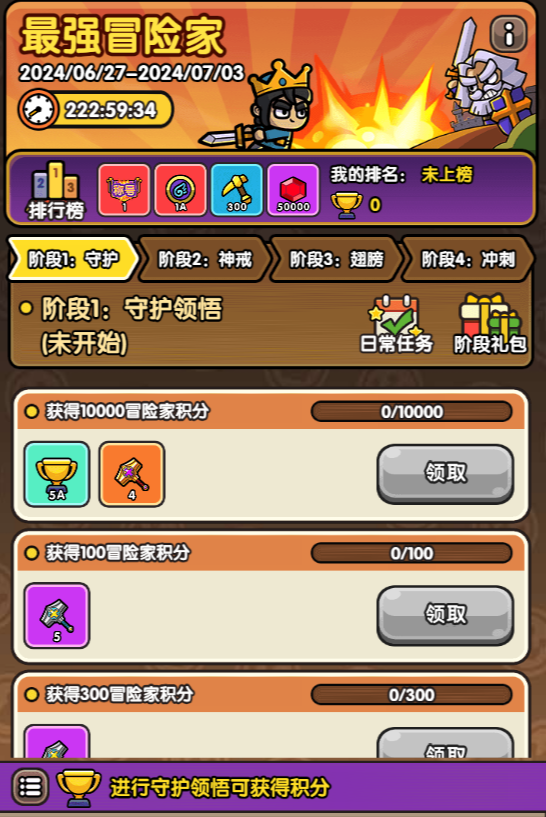 最强冒险家
2024/06/27-2024/07/03
222:59:34
2 1 3
排行榜
称号
1
1A
300
50000
我的排名: 未上榜
0
阶段1: 守护
阶段2: 神戒
阶段3: 翅膀
阶段4: 冲刺
阶段1: 守护领悟
(未开始)
日常任务
阶段礼包
获得10000冒险家积分
0/10000
5A
4
领取
获得100冒险家积分
0/100
5
领取
获得300冒险家积分
0/300
领取
进行守护领悟可获得积分